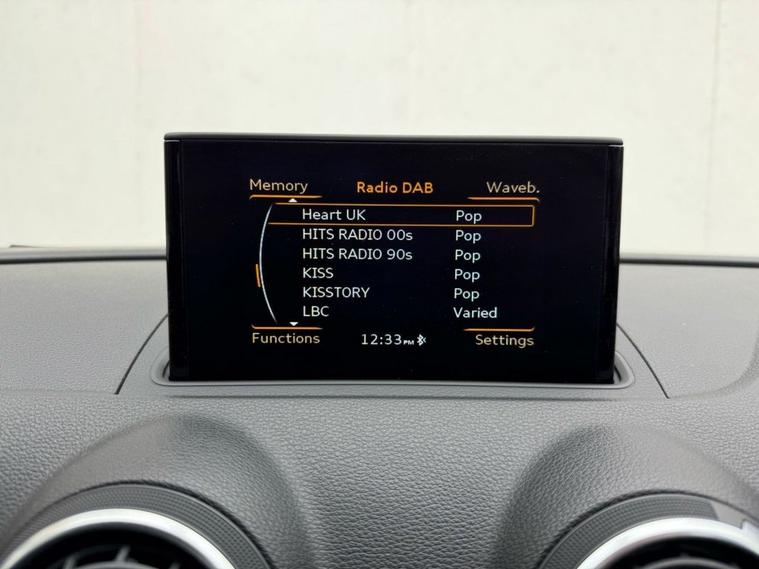 Memory Radio DAB Waveb.
Heart UK Pop
HITS RADIO 00s Pop
HITS RADIO 90s Pop
KISS Pop
KISSTORY Pop
LBC Varied
Functions 12:33PM Settings